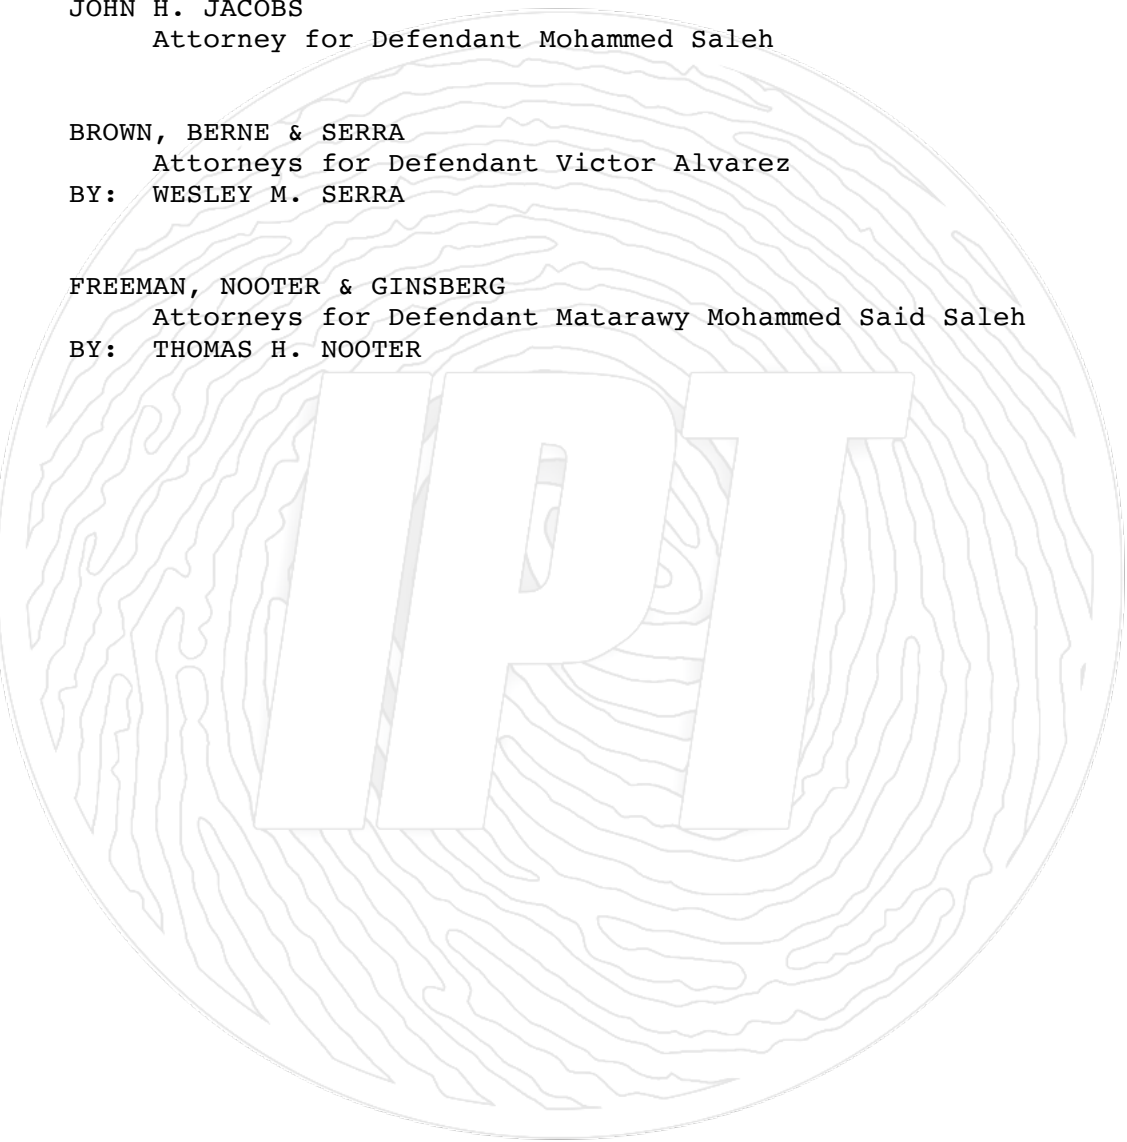 JOHN H. JACOBS
Attorney for Defendant Mohammed Saleh
BROWN, BERNE & SERRA
Attorneys for Defendant Victor Alvarez
BY: WESLEY M. SERRA
FREEMAN, NOOTER & GINSBERG
Attorneys for Defendant Matarawy Mohammed Said Saleh
BY: THOMAS H. NOOTER
IPT